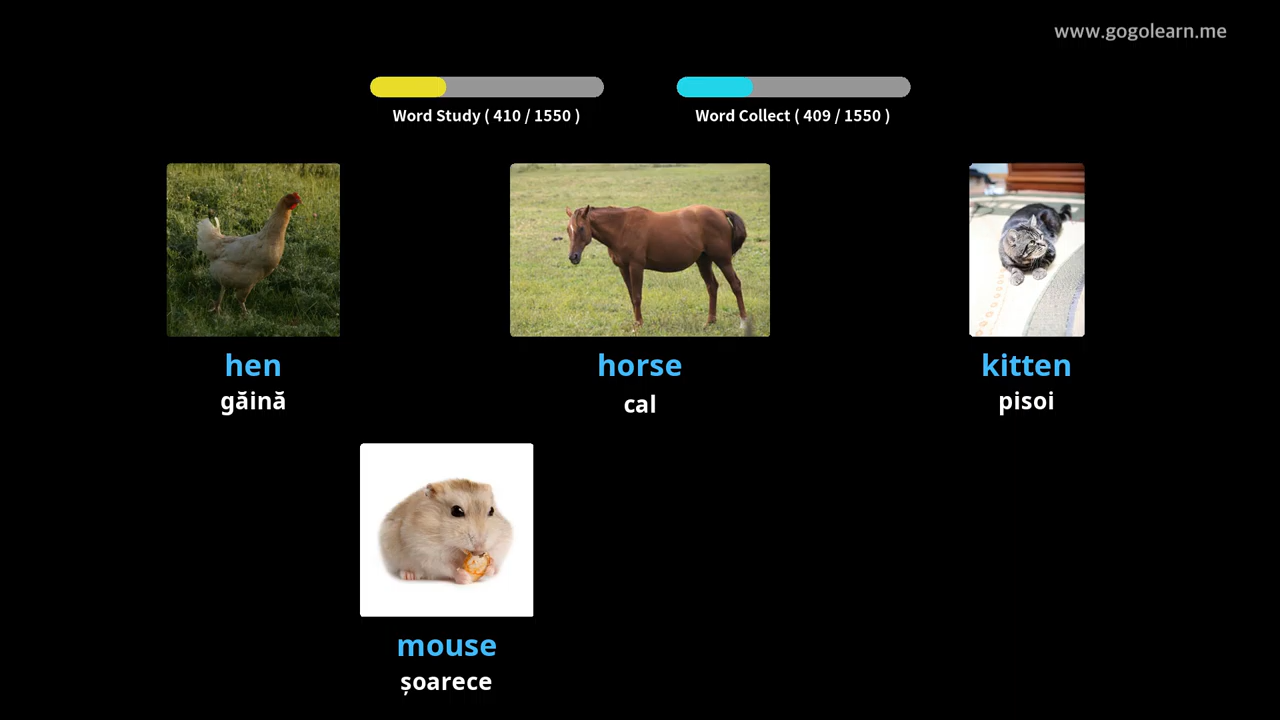 www.gogolearn.me
Word Study ( 410 / 1550 )
Word Collect ( 409 / 1550 )
hen
găină
horse
cal
kitten
pisoi
mouse
șoarece